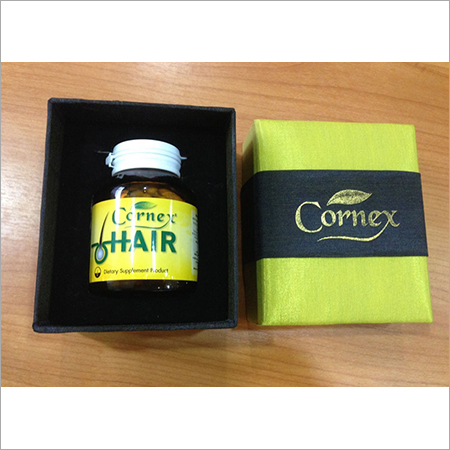 Cornex
HAIR
Dietary Supplement Product
Cornex